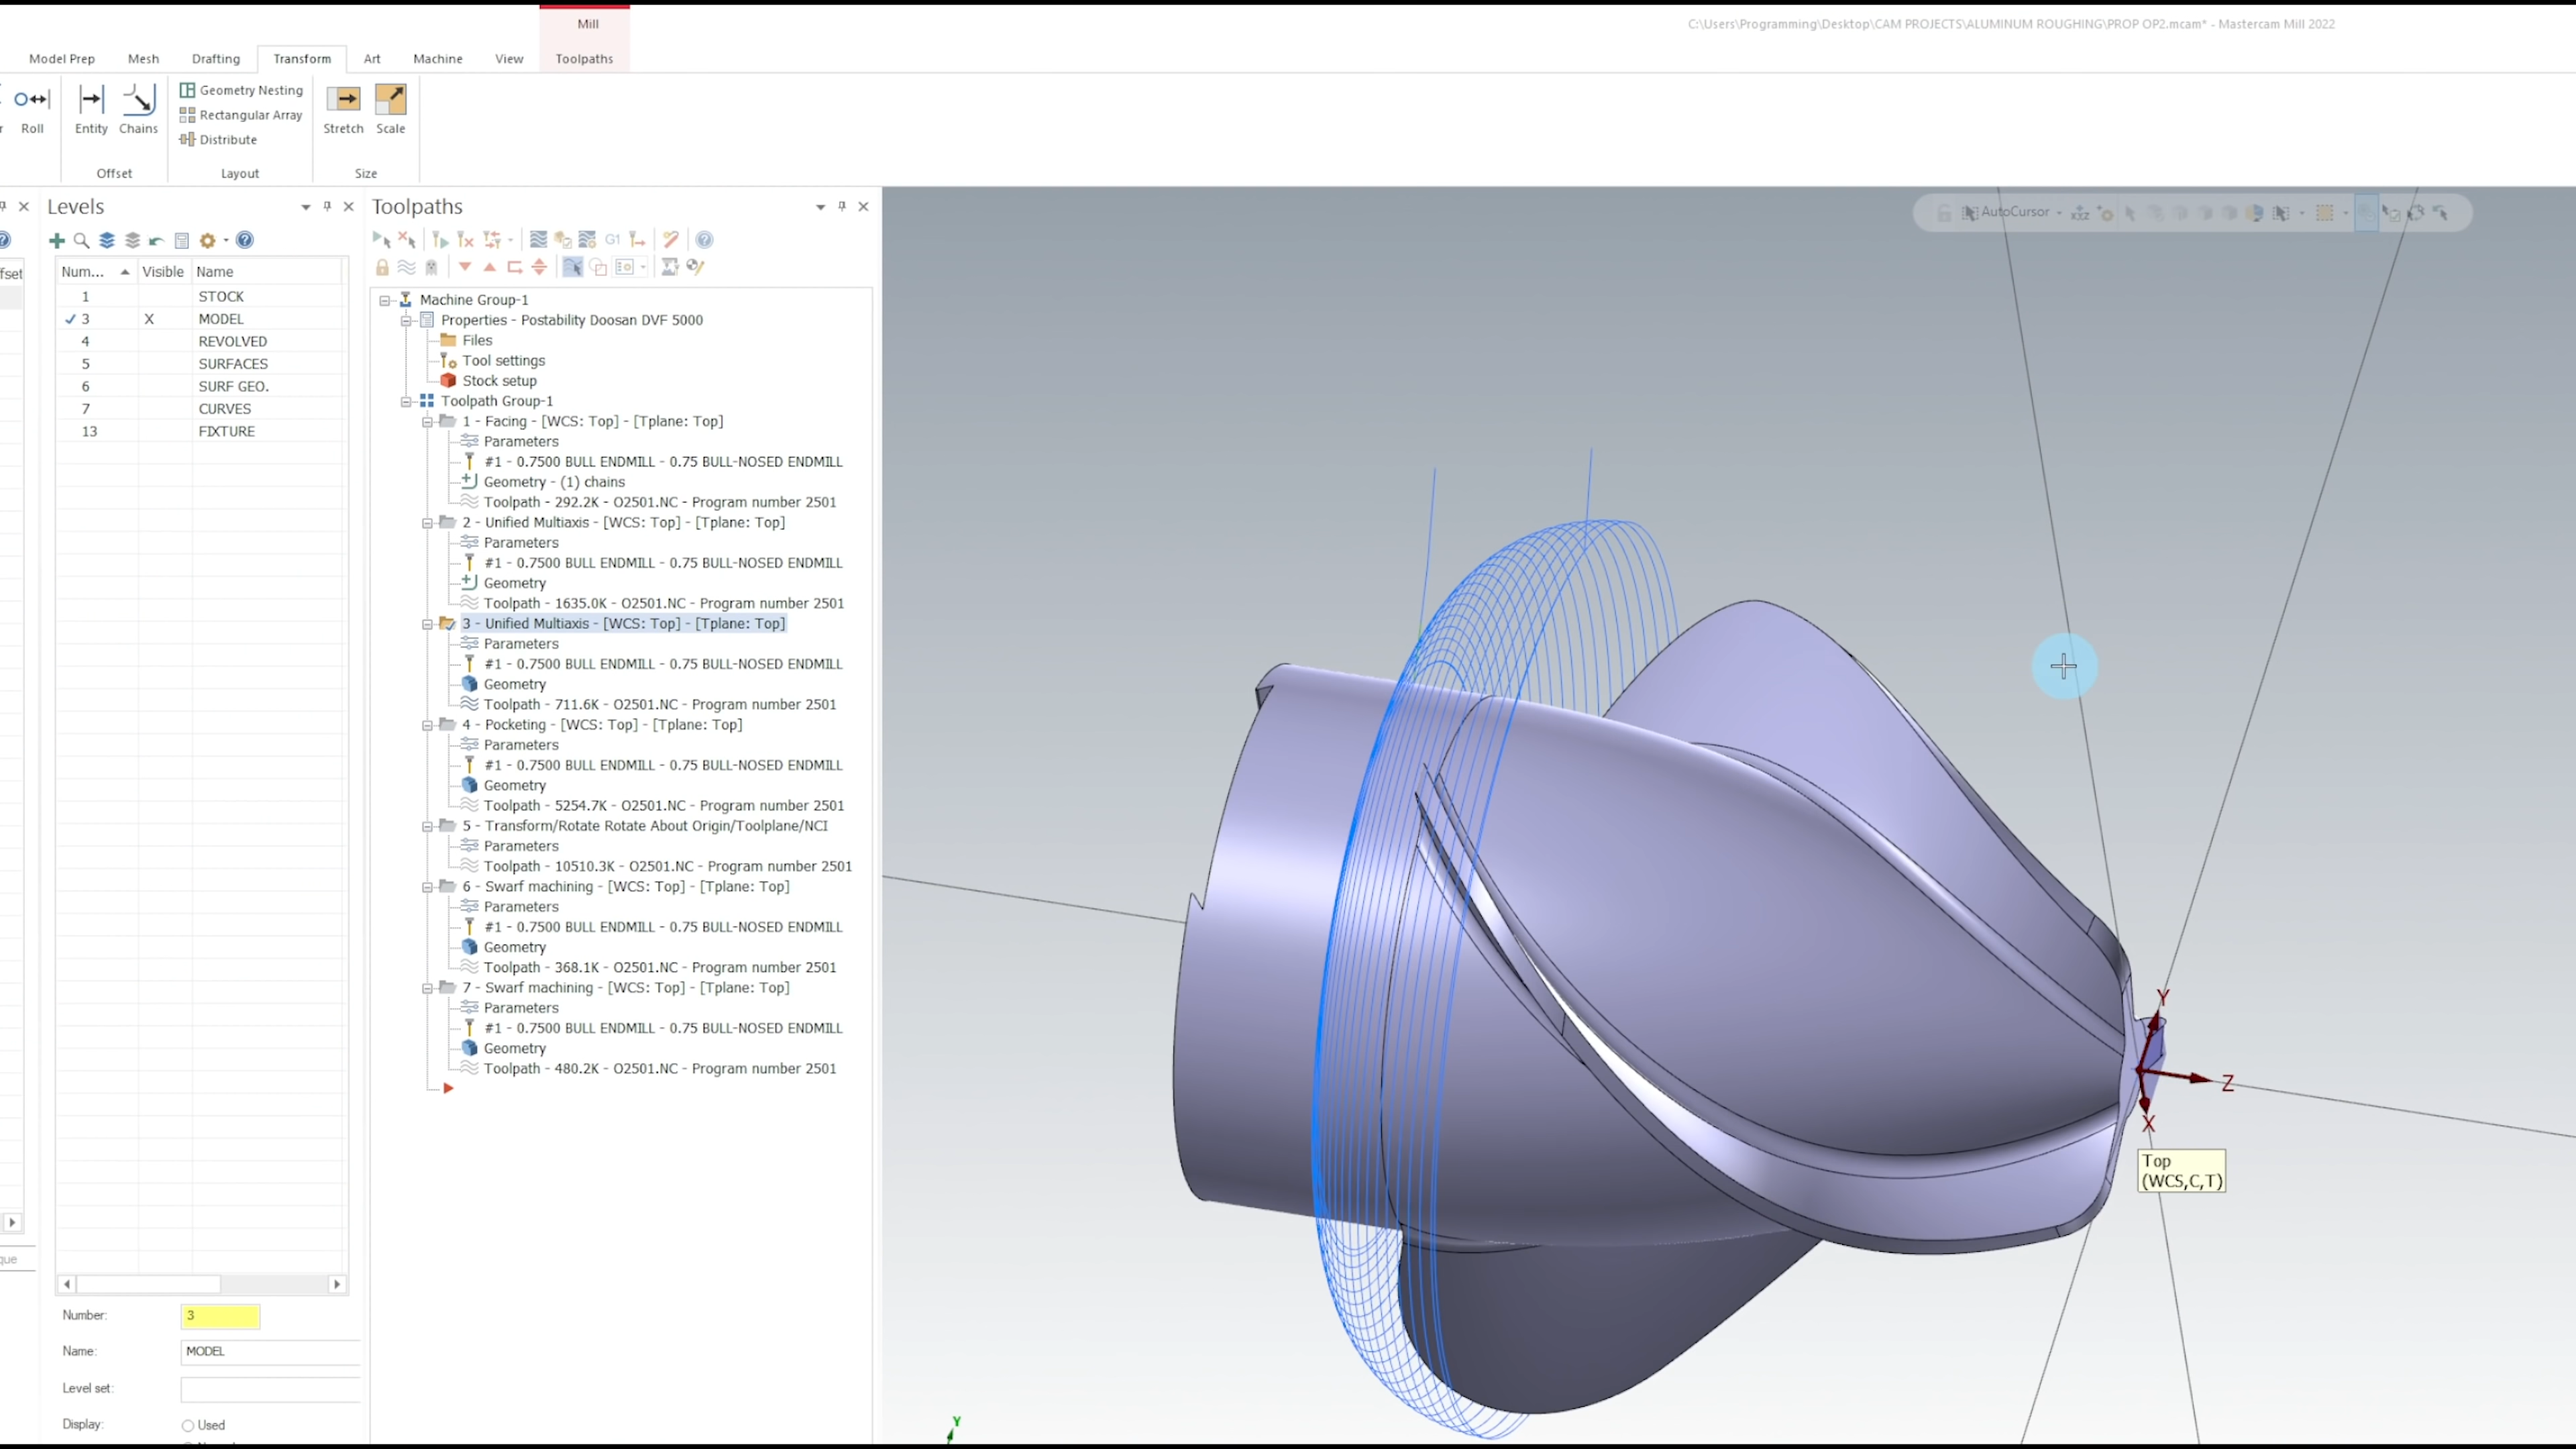 Mill
C:\Users\Programming\Desktop\CAM PROJECTS\ALUMINUM ROUGHING\PROP OP2.mcam* - Mastercam Mill 2022
Model Prep Mesh Drafting Transform Art Machine View Toolpaths
Roll Entity Chains Geometry Nesting Stretch Scale
Rectangular Array
Distribute
Offset Layout Size
Levels
Num... Visible Name
1 STOCK
3 X MODEL
4 REVOLVED
5 SURFACES
6 SURF GEO.
7 CURVES
13 FIXTURE
Number: 3
Name: MODEL
Level set:
Display: Used
Toolpaths
G1
Machine Group-1
Properties - Postability Doosan DVF 5000
Files
Tool settings
Stock setup
Toolpath Group-1
1 - Facing - [WCS: Top] - [Tplane: Top]
Parameters
#1 - 0.7500 BULL ENDMILL - 0.75 BULL-NOSED ENDMILL
Geometry - (1) chains
Toolpath - 292.2K - O2501.NC - Program number 2501
2 - Unified Multiaxis - [WCS: Top] - [Tplane: Top]
Parameters
#1 - 0.7500 BULL ENDMILL - 0.75 BULL-NOSED ENDMILL
Geometry
Toolpath - 1635.0K - O2501.NC - Program number 2501
3 - Unified Multiaxis - [WCS: Top] - [Tplane: Top]
Parameters
#1 - 0.7500 BULL ENDMILL - 0.75 BULL-NOSED ENDMILL
Geometry
Toolpath - 711.6K - O2501.NC - Program number 2501
4 - Pocketing - [WCS: Top] - [Tplane: Top]
Parameters
#1 - 0.7500 BULL ENDMILL - 0.75 BULL-NOSED ENDMILL
Geometry
Toolpath - 5254.7K - O2501.NC - Program number 2501
5 - Transform/Rotate Rotate About Origin/Toolplane/NCI
Parameters
Toolpath - 10510.3K - O2501.NC - Program number 2501
6 - Swarf machining - [WCS: Top] - [Tplane: Top]
Parameters
#1 - 0.7500 BULL ENDMILL - 0.75 BULL-NOSED ENDMILL
Geometry
Toolpath - 368.1K - O2501.NC - Program number 2501
7 - Swarf machining - [WCS: Top] - [Tplane: Top]
Parameters
#1 - 0.7500 BULL ENDMILL - 0.75 BULL-NOSED ENDMILL
Geometry
Toolpath - 480.2K - O2501.NC - Program number 2501
AutoCursor
Y
Z
X
Top
(WCS,C,T)
Y